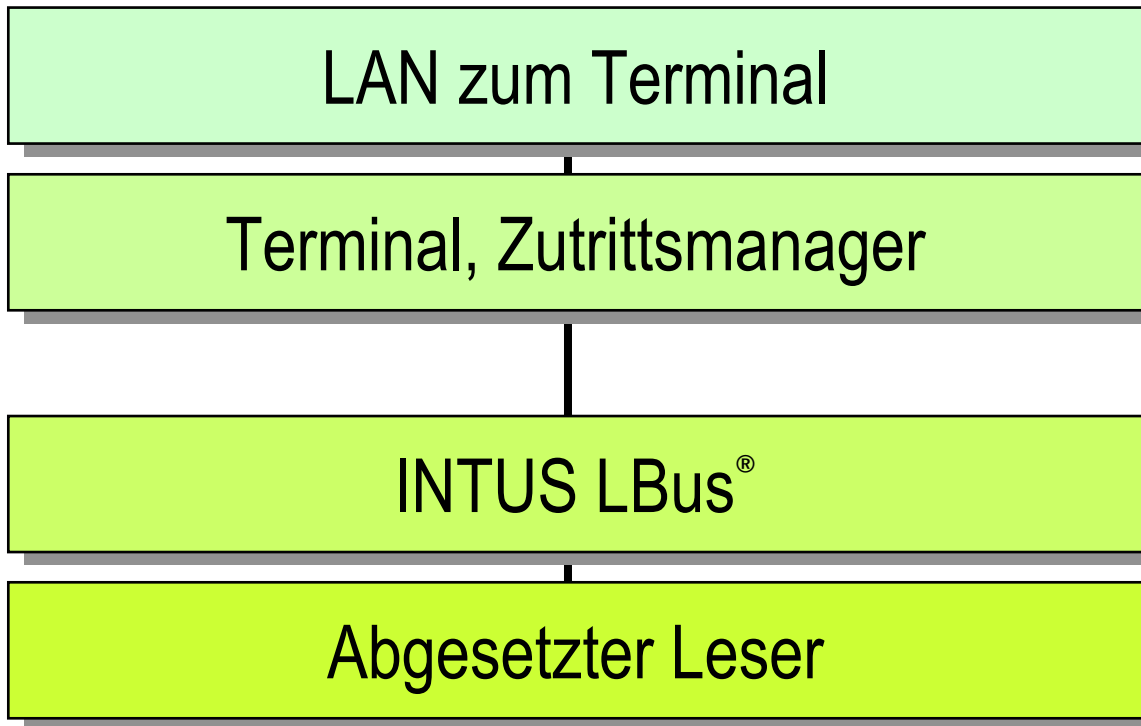 LAN zum Terminal
Terminal, Zutrittsmanager
INTUS LBus®
Abgesetzter Leser